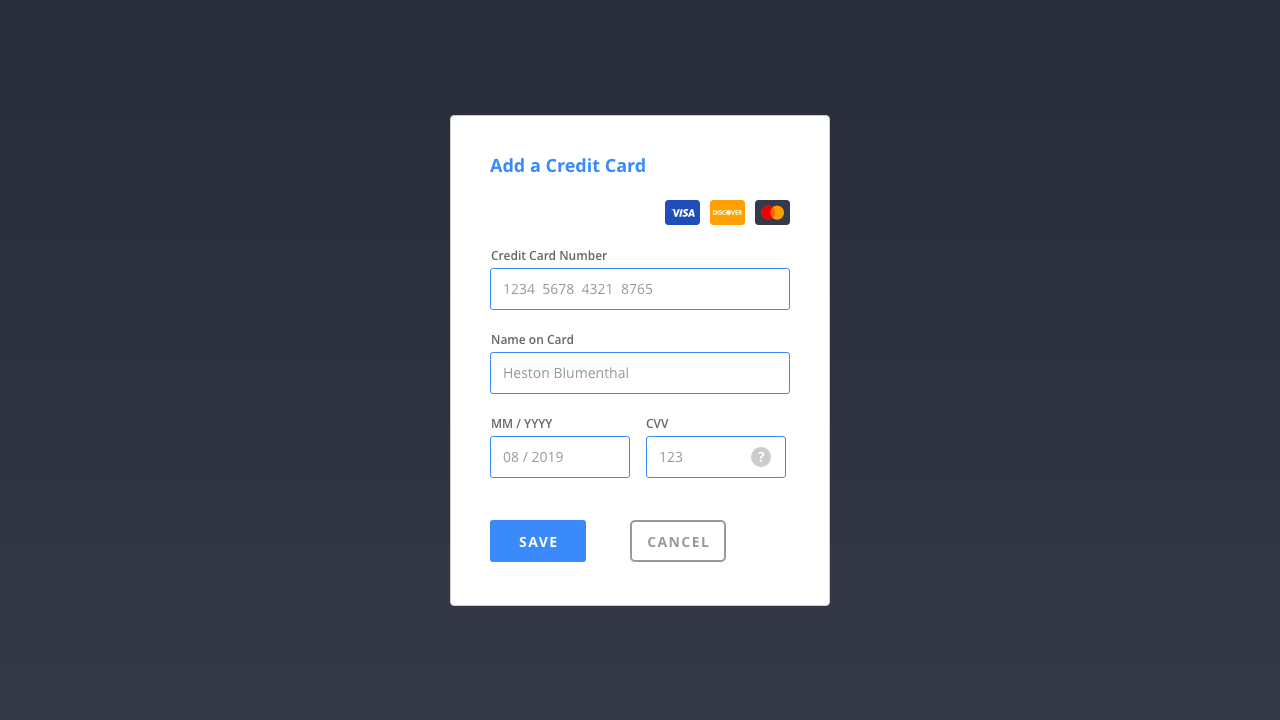 Add a Credit Card
VISA DISCOVER
Credit Card Number
1234 5678 4321 8765
Name on Card
Heston Blumenthal
MM / YYYY CVV
08 / 2019 123 ?
SAVE CANCEL